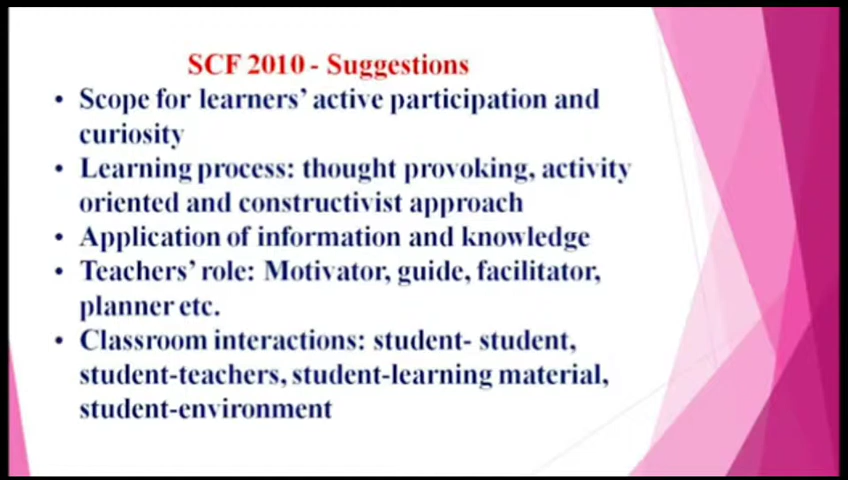 SCF 2010 - Suggestions
• Scope for learners' active participation and
curiosity
• Learning process: thought provoking, activity
oriented and constructivist approach
• Application of information and knowledge
• Teachers' role: Motivator, guide, facilitator,
planner etc.
• Classroom interactions: student- student,
student-teachers, student-learning material,
student-environment